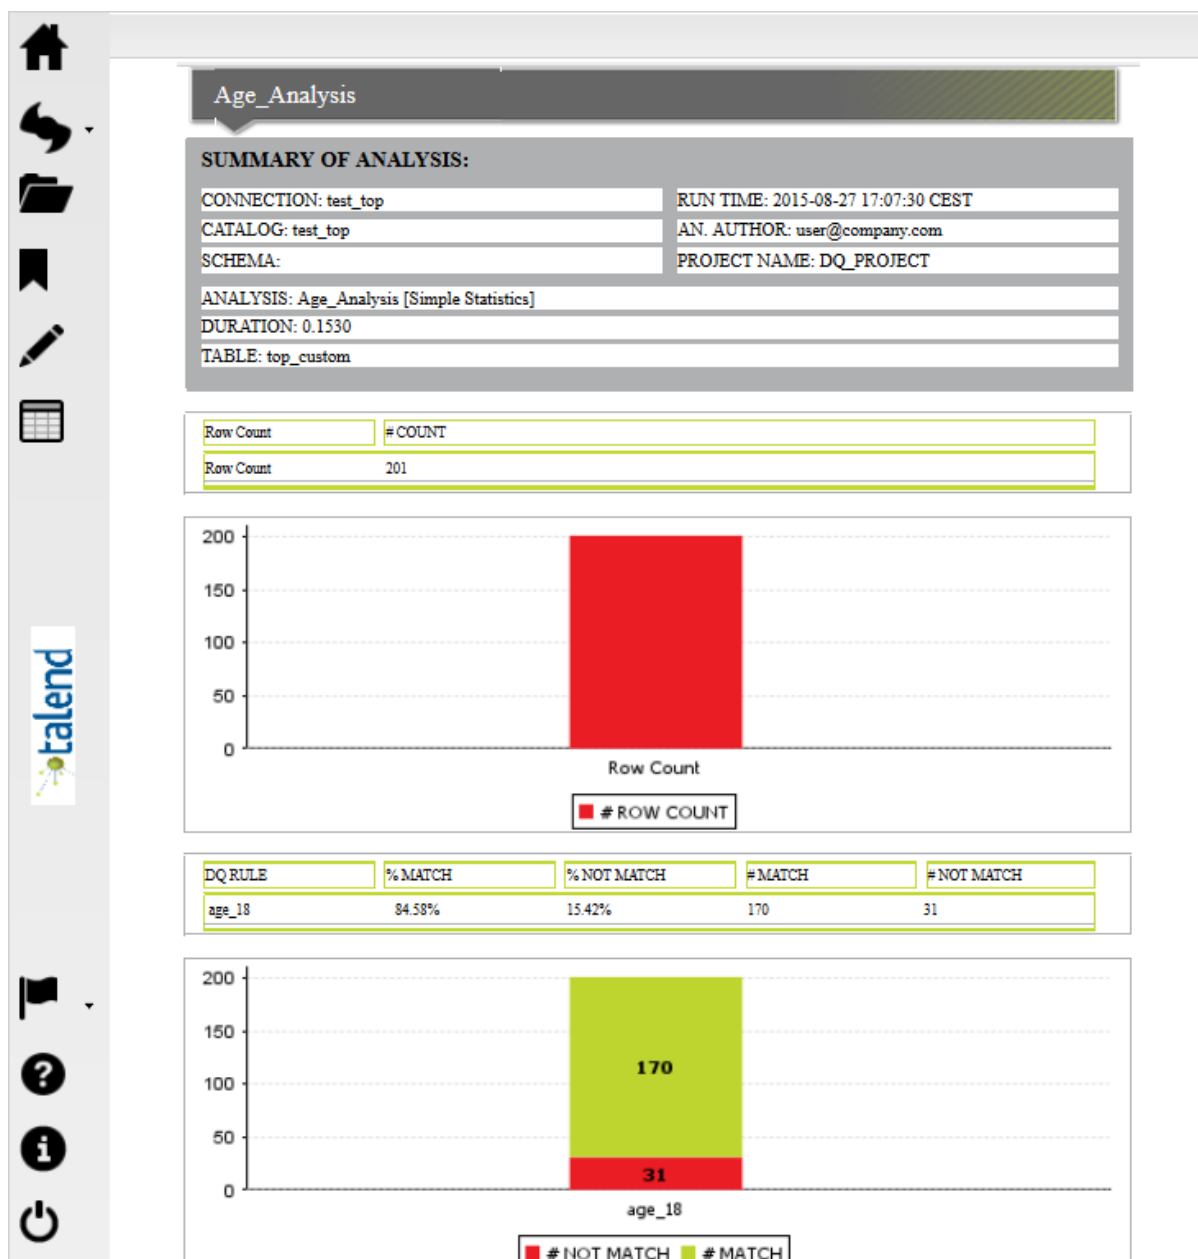 Age_Analysis
SUMMARY OF ANALYSIS:
CONNECTION: test_top
RUN TIME: 2015-08-27 17:07:30 CEST
CATALOG: test_top
AN. AUTHOR: user@company.com
SCHEMA:
PROJECT NAME: DQ_PROJECT
ANALYSIS: Age_Analysis [Simple Statistics]
DURATION: 0.1530
TABLE: top_custom
Row Count # COUNT
Row Count 201
200
150
100
50
0
Row Count
# ROW COUNT
talend
DQ RULE % MATCH % NOT MATCH # MATCH # NOT MATCH
age_18 84.58% 15.42% 170 31
200
150
100
50
0
170
31
age_18
# NOT MATCH # MATCH